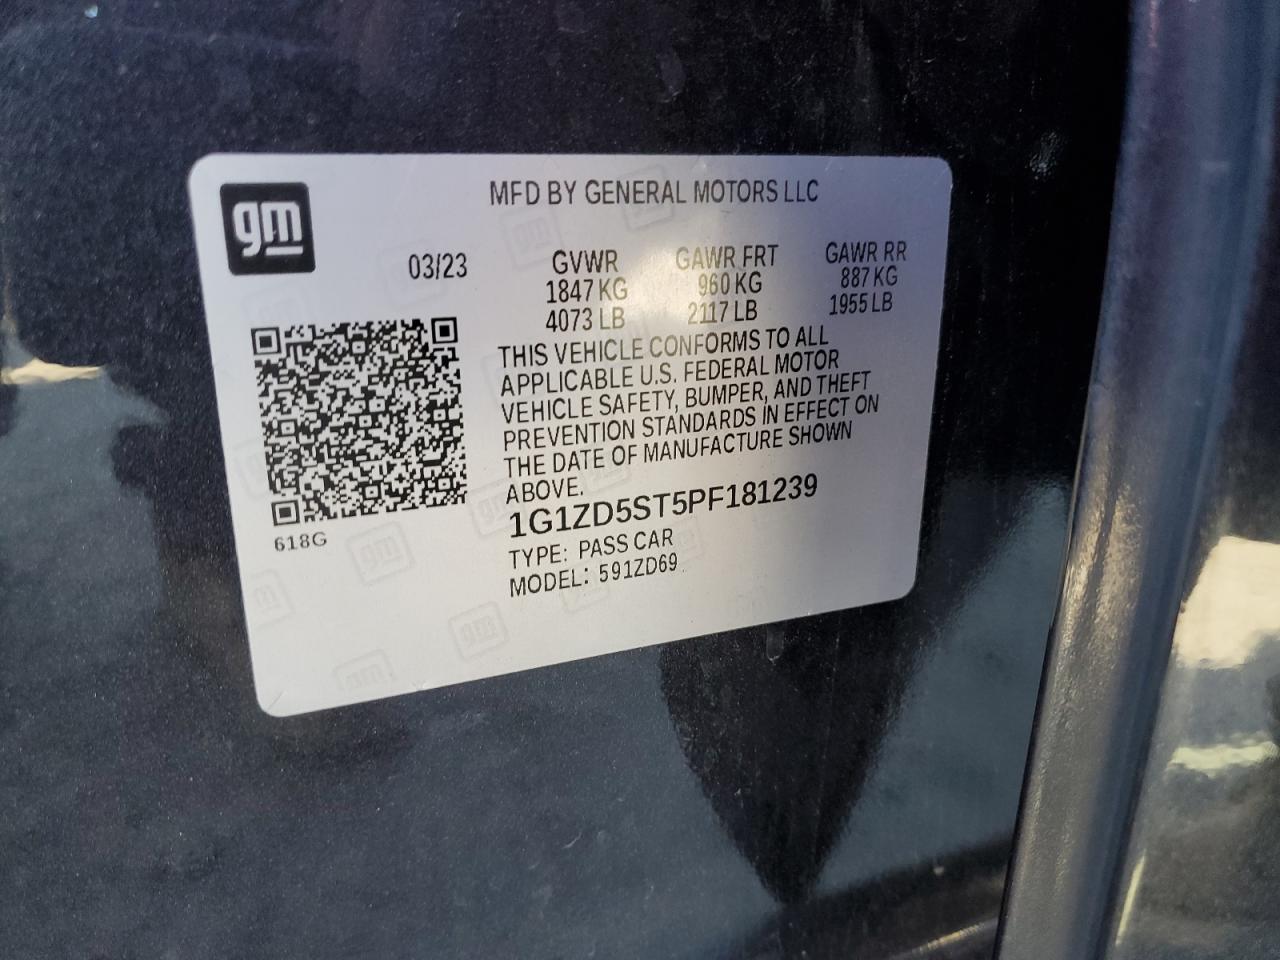 gm
MFD BY GENERAL MOTORS LLC
03/23
GVWR GAWR FRT GAWR RR
1847 KG 960 KG 887 KG
4073 LB 2117 LB 1955 LB
THIS VEHICLE CONFORMS TO ALL
APPLICABLE U.S. FEDERAL MOTOR
VEHICLE SAFETY, BUMPER, AND THEFT
PREVENTION STANDARDS IN EFFECT ON
THE DATE OF MANUFACTURE SHOWN
ABOVE.
1G1ZD5ST5PF181239
TYPE: PASS CAR
MODEL: 591ZD69
618G